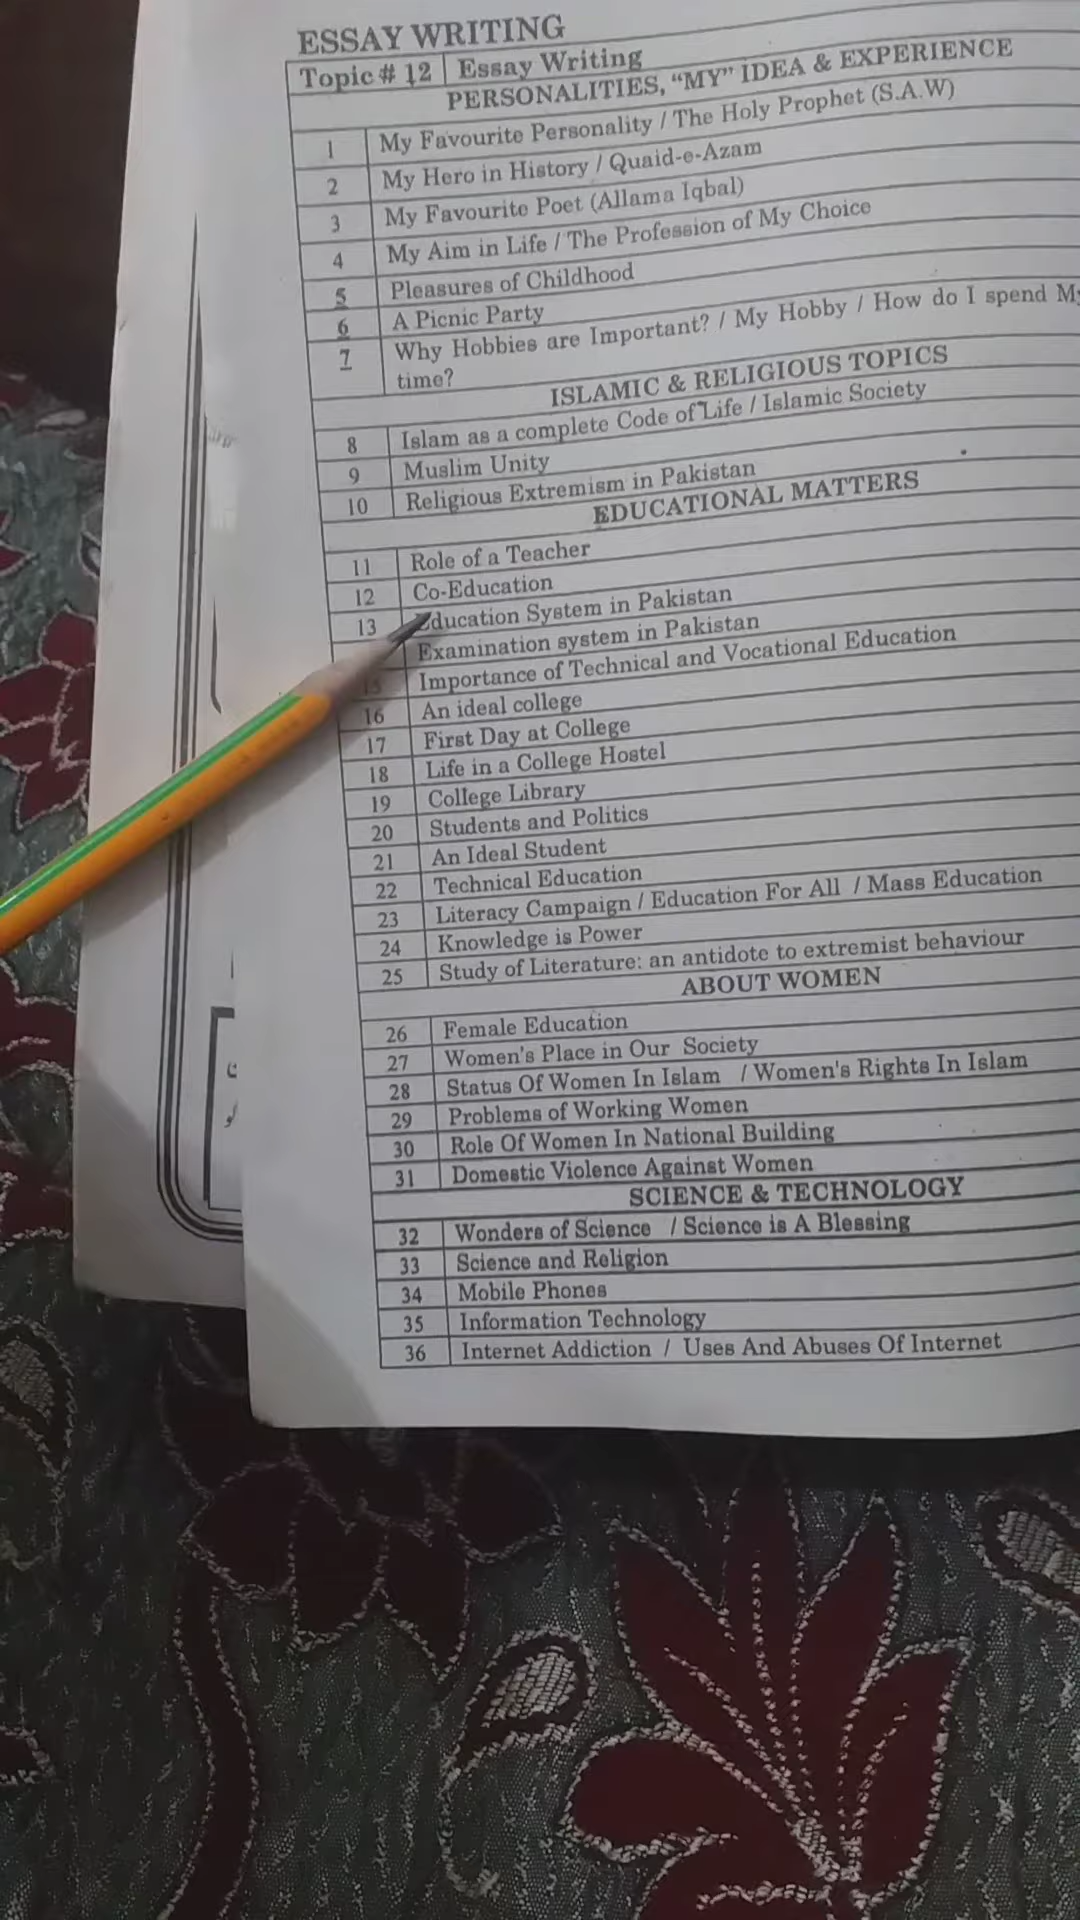 ESSAY WRITING
Topic # 12 Essay Writing
PERSONALITIES, "MY" IDEA & EXPERIENCE
1 My Favourite Personality / The Holy Prophet (S.A.W)
2 My Hero in History / Quaid-e-Azam
3 My Favourite Poet (Allama Iqbal)
4 My Aim in Life / The Profession of My Choice
5 Pleasures of Childhood
6 A Picnic Party
7 Why Hobbies are Important? / My Hobby / How do I spend My
time?
ISLAMIC & RELIGIOUS TOPICS
8 Islam as a complete Code of Life / Islamic Society
9 Muslim Unity
10 Religious Extremism in Pakistan
EDUCATIONAL MATTERS
11 Role of a Teacher
12 Co-Education
13 Education System in Pakistan
Examination system in Pakistan
15 Importance of Technical and Vocational Education
16 An ideal college
17 First Day at College
18 Life in a College Hostel
19 College Library
20 Students and Politics
21 An Ideal Student
22 Technical Education
23 Literacy Campaign / Education For All / Mass Education
24 Knowledge is Power
25 Study of Literature: an antidote to extremist behaviour
ABOUT WOMEN
26 Female Education
27 Women's Place in Our Society
28 Status Of Women In Islam / Women's Rights In Islam
29 Problems of Working Women
30 Role Of Women In National Building
31 Domestic Violence Against Women
SCIENCE & TECHNOLOGY
32 Wonders of Science / Science is A Blessing
33 Science and Religion
34 Mobile Phones
35 Information Technology
36 Internet Addiction / Uses And Abuses Of Internet